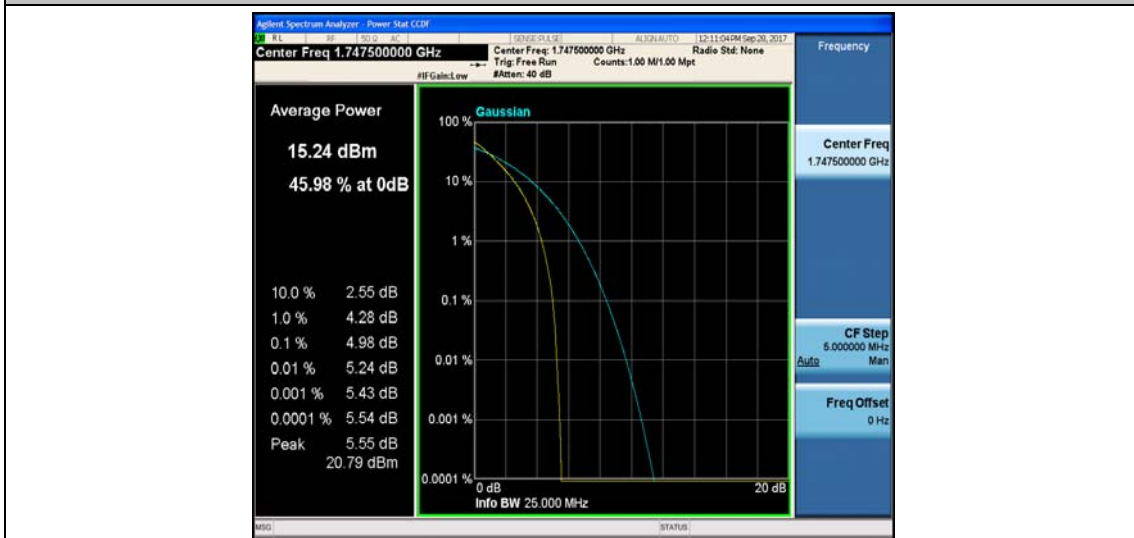 Agilent Spectrum Analyzer - Power Stat CCDF
RL RF 50 Ω AC SENSE:PULSE ALIGN AUTO 12:11:04 PM Sep 20, 2017
Center Freq 1.747500000 GHz
Center Freq: 1.747500000 GHz Radio Std: None
Trig: Free Run Counts:1.00 M/1.00 Mpt
#IFGain:Low #Atten: 40 dB
Average Power
15.24 dBm
45.98 % at 0dB
10.0 % 2.55 dB
1.0 % 4.28 dB
0.1 % 4.98 dB
0.01 % 5.24 dB
0.001 % 5.43 dB
0.0001 % 5.54 dB
Peak 5.55 dB
20.79 dBm
Gaussian
100 %
10 %
1 %
0.1 %
0.01 %
0.001 %
0.0001 %
0 dB 20 dB
Info BW 25.000 MHz
Frequency
Center Freq
1.747500000 GHz
CF Step
5.000000 MHz
Auto Man
Freq Offset
0 Hz
MSG STATUS